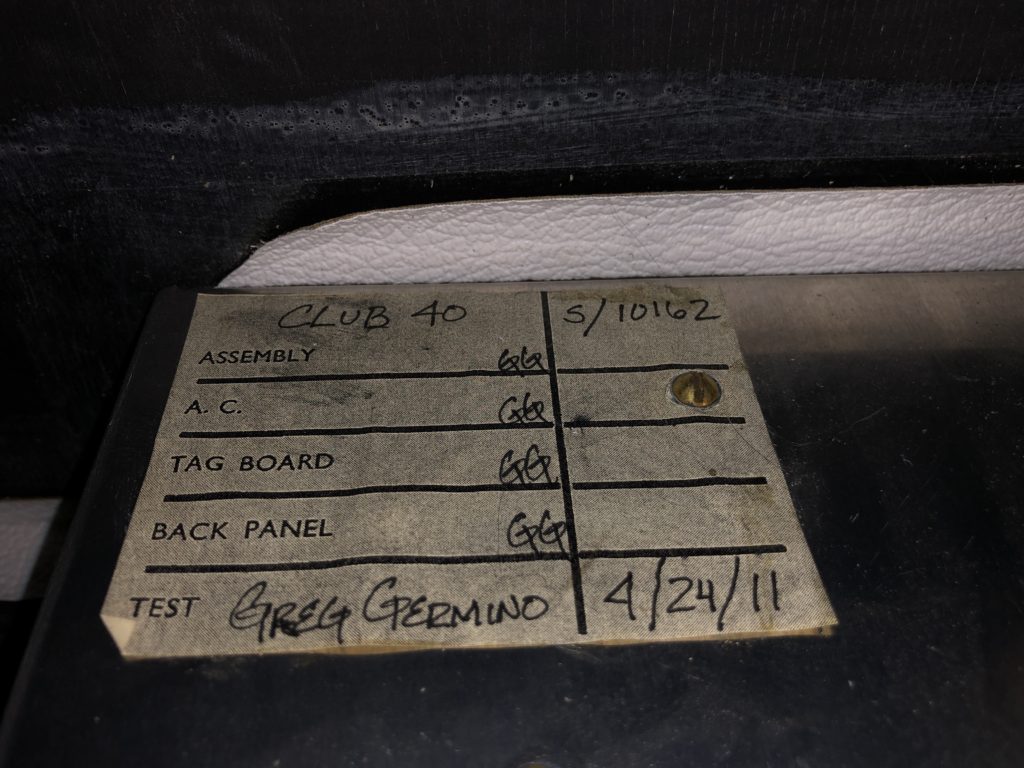 CLUB 40 S/10162
ASSEMBLY GG
A. C. GG
TAG BOARD GG
BACK PANEL GG
TEST GREG GERMINO 4/24/11